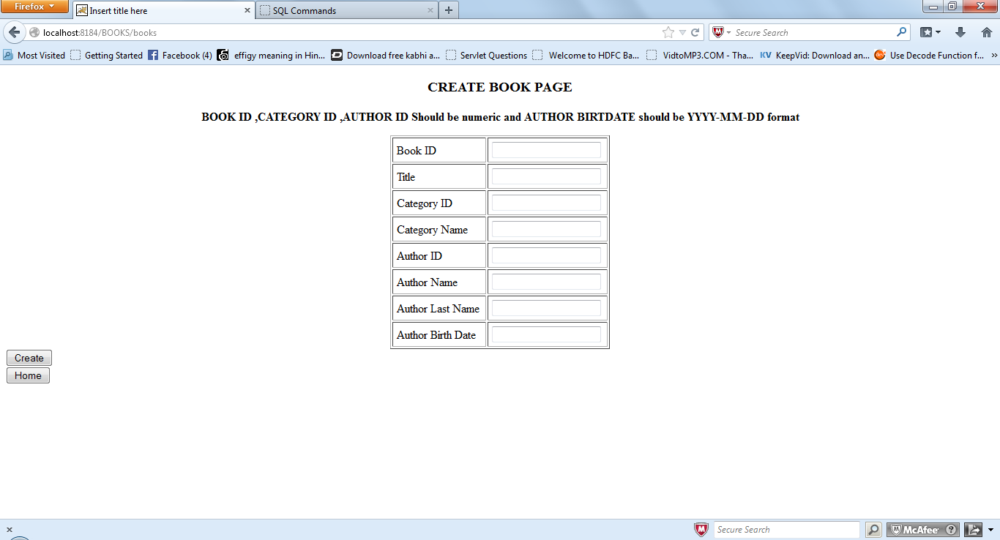 Firefox
Insert title here
SQL Commands
localhost:8184/BOOKS/books
Secure Search
Most Visited Getting Started Facebook (4) effigy meaning in Hin... Download free kabhi a... Servlet Questions Welcome to HDFC Ba... VidtoMP3.COM - Tha... KV KeepVid: Download an... Use Decode Function f... »
CREATE BOOK PAGE
BOOK ID ,CATEGORY ID ,AUTHOR ID Should be numeric and AUTHOR BIRTDATE should be YYYY-MM-DD format
Book ID
Title
Category ID
Category Name
Author ID
Author Name
Author Last Name
Author Birth Date
Create
Home
Secure Search
McAfee